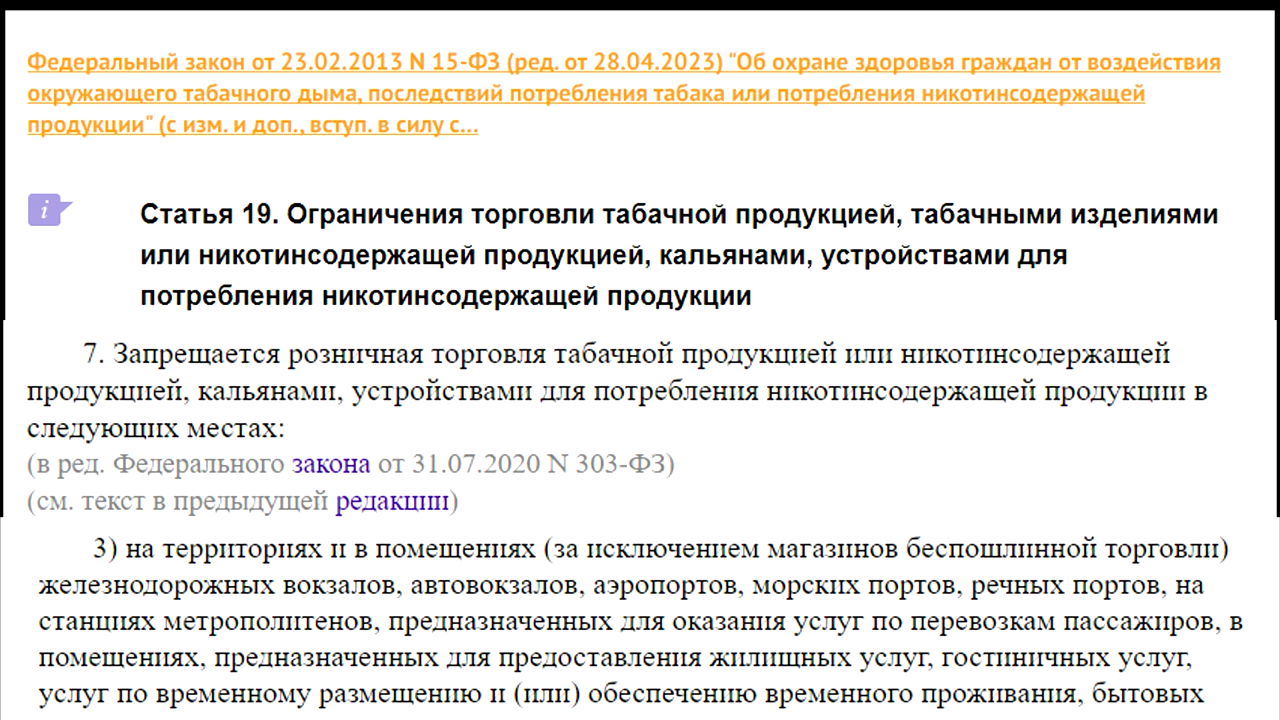 Федеральный закон от 23.02.2013 N 15-ФЗ (ред. от 28.04.2023) "Об охране здоровья граждан от воздействия
окружающего табачного дыма, последствий потребления табака или потребления никотинсодержащей
продукции" (с изм. и доп., вступ. в силу с...
i
Статья 19. Ограничения торговли табачной продукцией, табачными изделиями
или никотинсодержащей продукцией, кальянами, устройствами для
потребления никотинсодержащей продукции
7. Запрещается розничная торговля табачной продукцией или никотинсодержащей
продукцией, кальянами, устройствами для потребления никотинсодержащей продукции в
следующих местах:
(в ред. Федерального закона от 31.07.2020 N 303-ФЗ)
(см. текст в предыдущей редакции)
3) на территориях и в помещениях (за исключением магазинов беспошлинной торговли)
железнодорожных вокзалов, автовокзалов, аэропортов, морских портов, речных портов, на
станциях метрополитенов, предназначенных для оказания услуг по перевозкам пассажиров, в
помещениях, предназначенных для предоставления жилищных услуг, гостиничных услуг,
услуг по временному размещению и (или) обеспечению временного проживания, бытовых